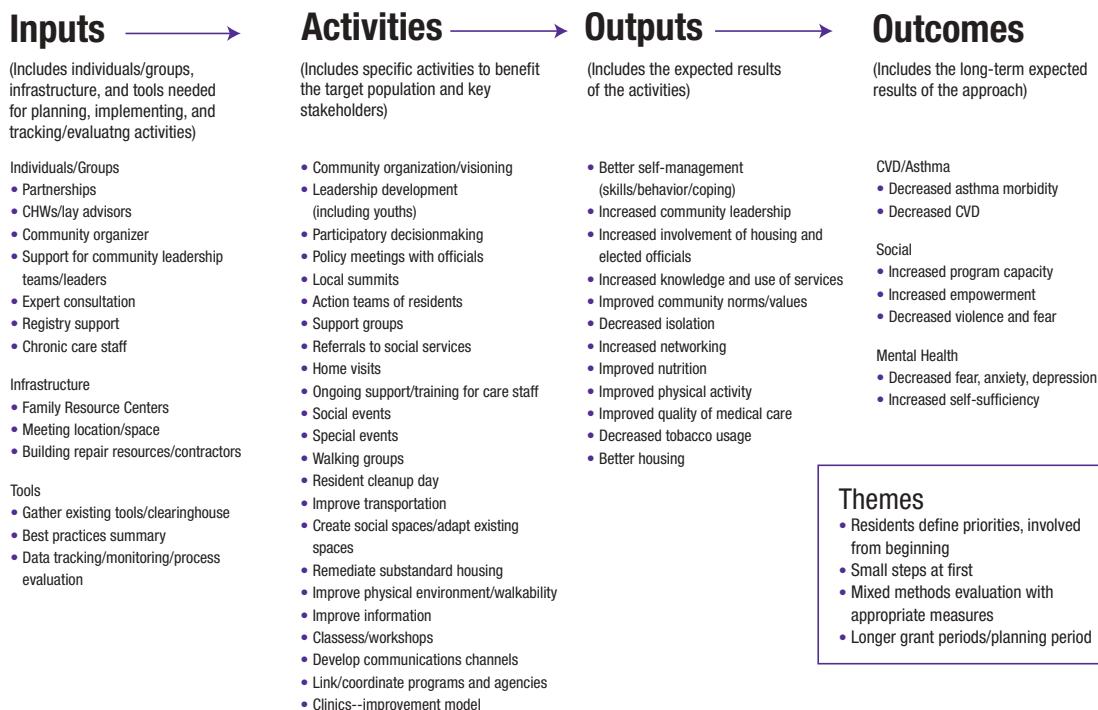 Inputs
(Includes individuals/groups,
infrastructure, and tools needed
for planning, implementing, and
tracking/evaluatng activities)
Individuals/Groups
• Partnerships
• CHWs/lay advisors
• Community organizer
• Support for community leadership
teams/leaders
• Expert consultation
• Registry support
• Chronic care staff
Infrastructure
• Family Resource Centers
• Meeting location/space
• Building repair resources/contractors
Tools
• Gather existing tools/clearinghouse
• Best practices summary
• Data tracking/monitoring/process
evaluation
Activities
(Includes specific activities to benefit
the target population and key
stakeholders)
• Community organization/visioning
• Leadership development
(including youths)
• Participatory decisionmaking
• Policy meetings with officials
• Local summits
• Action teams of residents
• Support groups
• Referrals to social services
• Home visits
• Ongoing support/training for care staff
• Social events
• Special events
• Walking groups
• Resident cleanup day
• Improve transportation
• Create social spaces/adapt existing
spaces
• Remediate substandard housing
• Improve physical environment/walkability
• Improve information
• Classess/workshops
• Develop communications channels
• Link/coordinate programs and agencies
• Clinics--improvement model
Outputs
(Includes the expected results
of the activities)
• Better self-management
(skills/behavior/coping)
• Increased community leadership
• Increased involvement of housing and
elected officials
• Increased knowledge and use of services
• Improved community norms/values
• Decreased isolation
• Increased networking
• Improved nutrition
• Improved physical activity
• Improved quality of medical care
• Decreased tobacco usage
• Better housing
Outcomes
(Includes the long-term expected
results of the approach)
CVD/Asthma
• Decreased asthma morbidity
• Decreased CVD
Social
• Increased program capacity
• Increased empowerment
• Decreased violence and fear
Mental Health
• Decreased fear, anxiety, depression
• Increased self-sufficiency
Themes
• Residents define priorities, involved
from beginning
• Small steps at first
• Mixed methods evaluation with
appropriate measures
• Longer grant periods/planning period